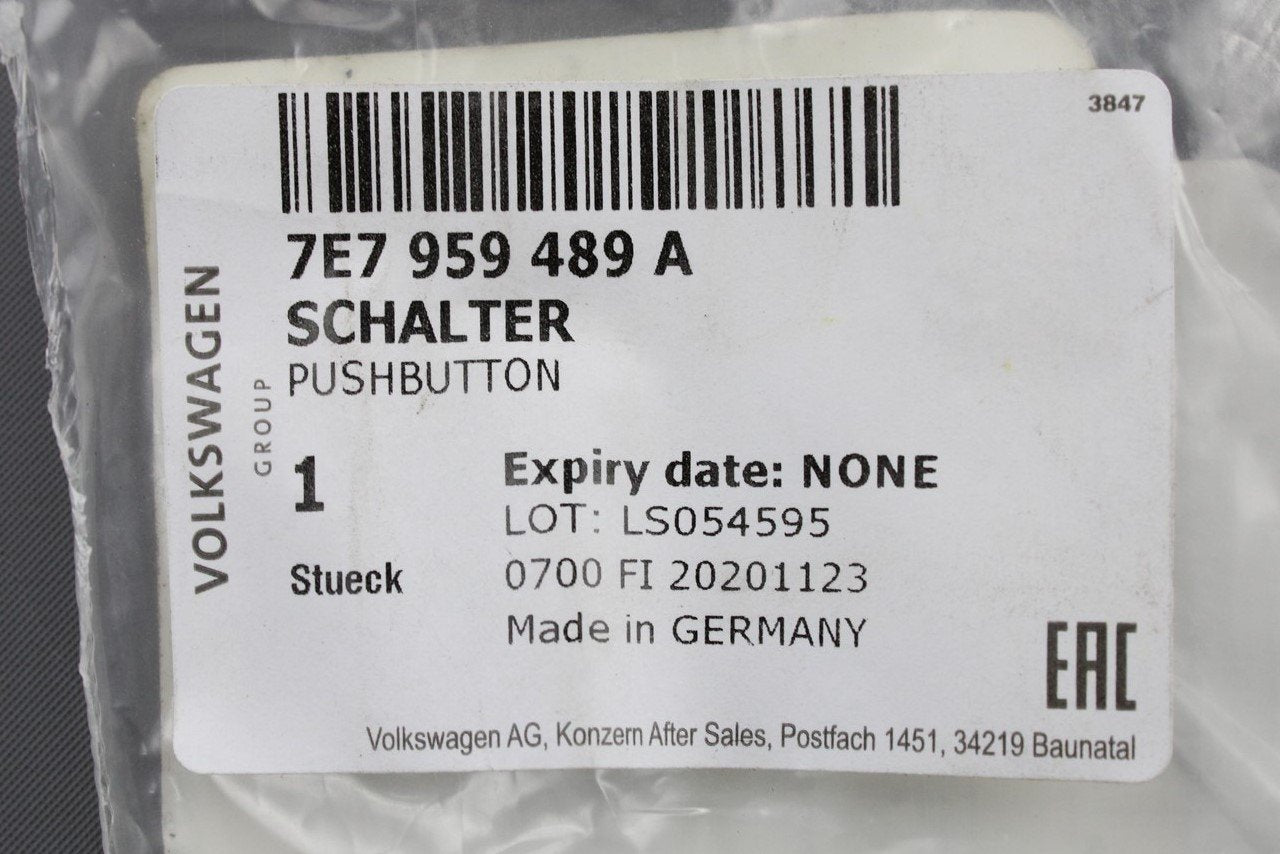 3847
7E7 959 489 A
SCHALTER
PUSHBUTTON
VOLKSWAGEN
GROUP
1
Expiry date: NONE
LOT: LS054595
Stueck
0700 FI 20201123
Made in GERMANY
EAC
Volkswagen AG, Konzern After Sales, Postfach 1451, 34219 Baunatal